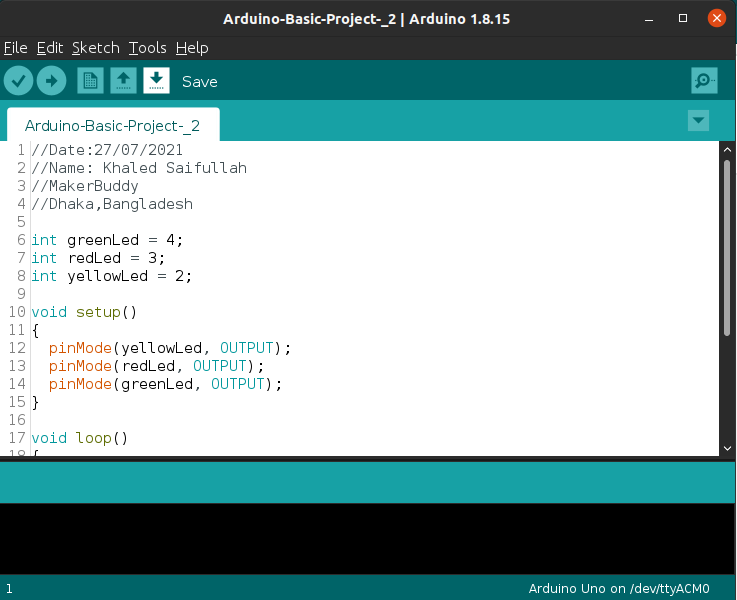 Arduino-Basic-Project-_2 | Arduino 1.8.15
File Edit Sketch Tools Help
Save
Arduino-Basic-Project-_2
1 //Date:27/07/2021
2 //Name: Khaled Saifullah
3 //MakerBuddy
4 //Dhaka,Bangladesh
5
6 int greenLed = 4;
7 int redLed = 3;
8 int yellowLed = 2;
9
10 void setup()
11 {
12   pinMode(yellowLed, OUTPUT);
13   pinMode(redLed, OUTPUT);
14   pinMode(greenLed, OUTPUT);
15 }
16
17 void loop()
18 {
1
Arduino Uno on /dev/ttyACM0